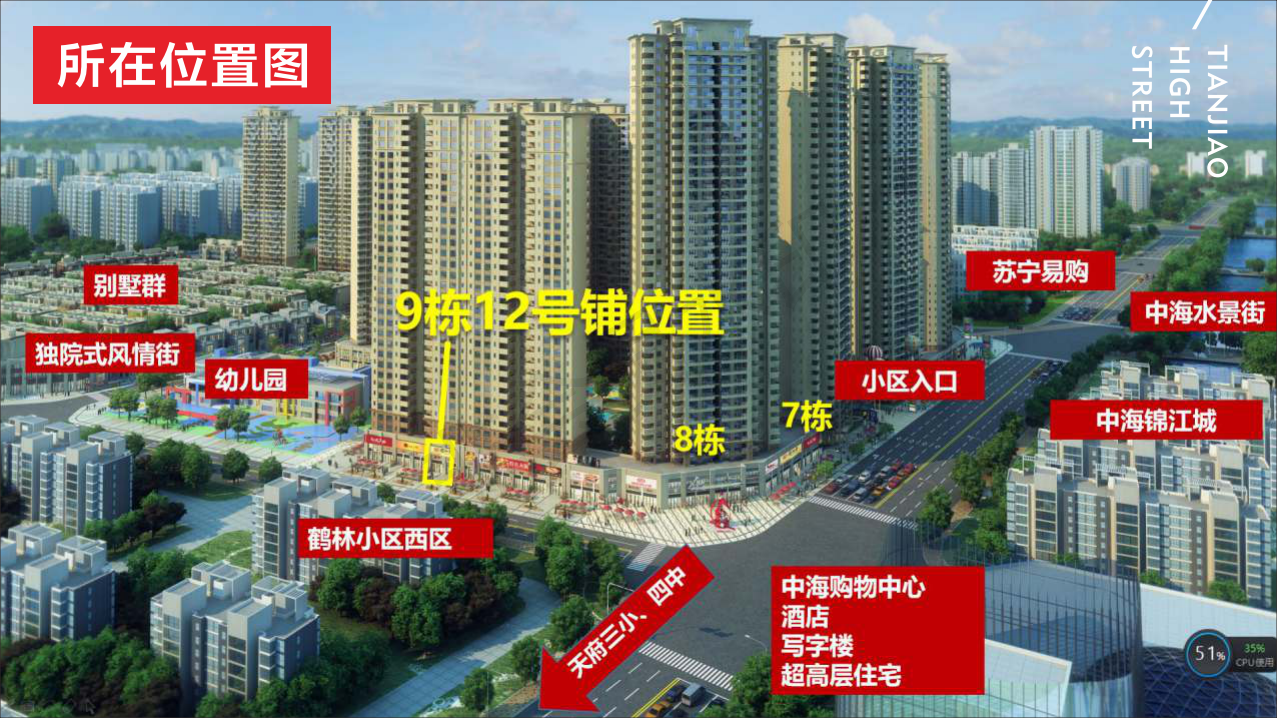 所在位置图
TIANJIAO
HIGH
STREET
别墅群
独院式风情街
幼儿园
9栋12号铺位置
苏宁易购
中海水景街
小区入口
中海锦江城
7栋
8栋
鹤林小区西区
天府三小、四中
中海购物中心
酒店
写字楼
超高层住宅
51%
35%
CPU使用